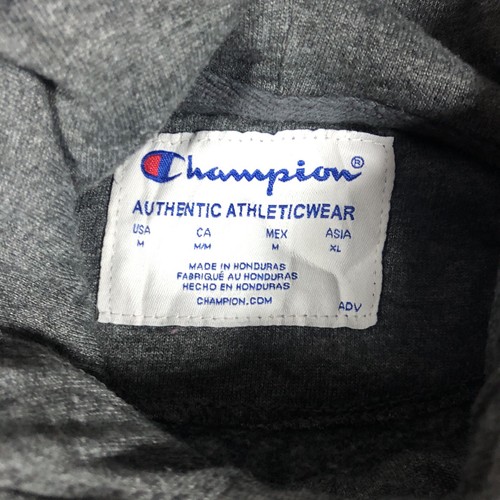 Champion®
AUTHENTIC ATHLETICWEAR
USA CA MEX ASIA
M M/M M XL
MADE IN HONDURAS
FABRIQUÉ AU HONDURAS
HECHO EN HONDURAS
CHAMPION.COM
ADV